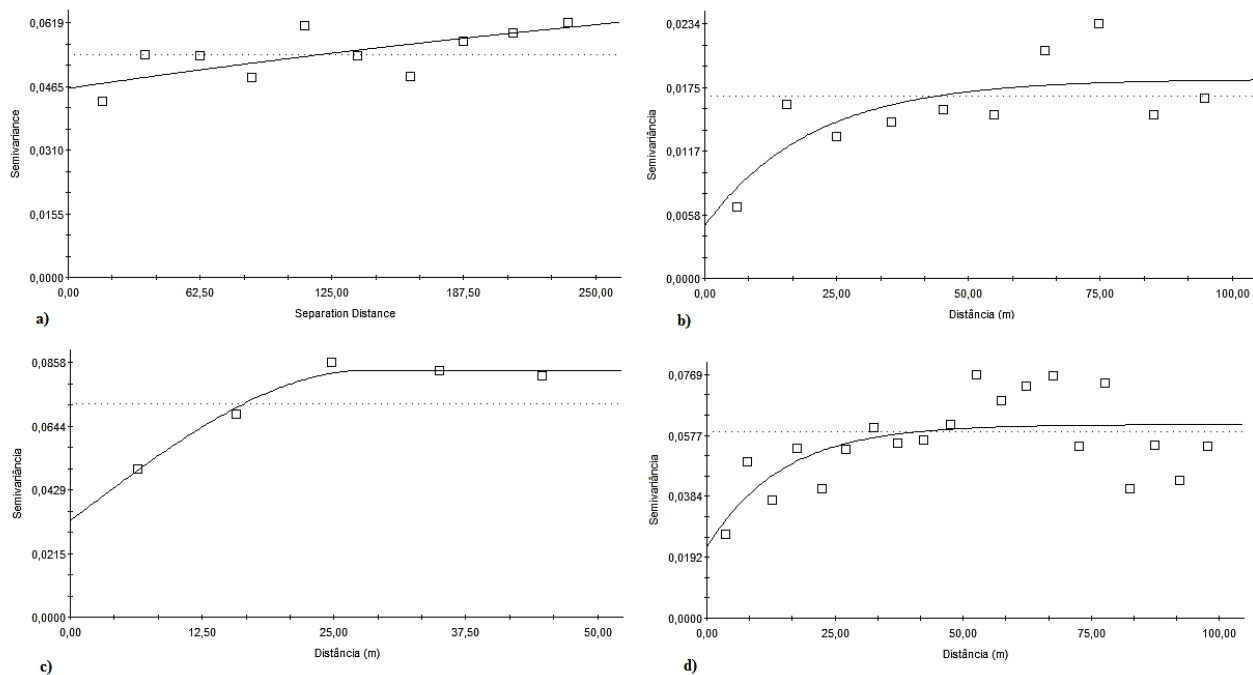 0,0619
0,0465
0,0310
0,0155
0,0000
Semivariance
0,00 62,50 125,00 187,50 250,00
Separation Distance
a)
0,0234
0,0175
0,0117
0,0058
0,0000
Semivariância
0,00 25,00 50,00 75,00 100,00
Distância (m)
b)
0,0858
0,0644
0,0429
0,0215
0,0000
Semivariância
0,00 12,50 25,00 37,50 50,00
Distância (m)
c)
0,0769
0,0577
0,0384
0,0192
0,0000
Semivariância
0,00 25,00 50,00 75,00 100,00
Distância (m)
d)